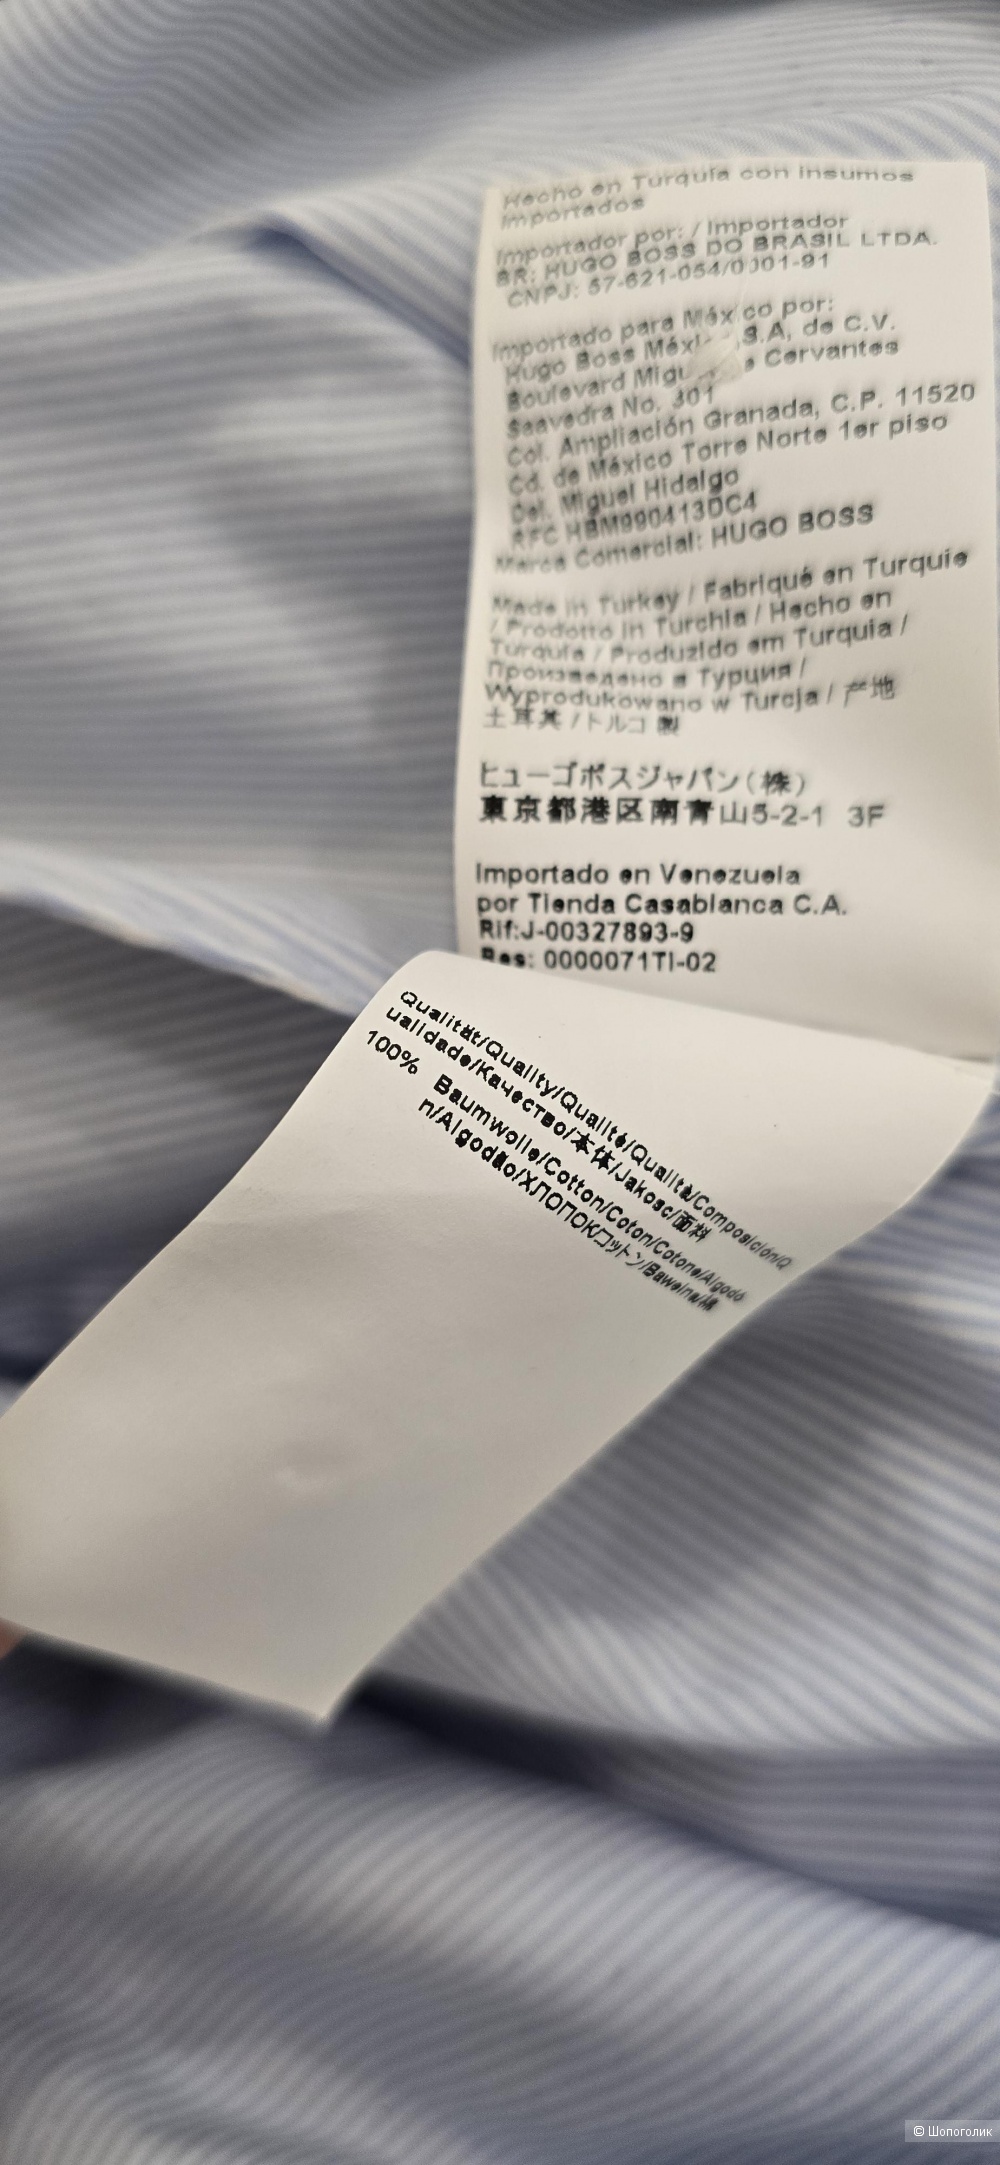 Hecho en Turquía con insumos
importados
Importador por: / Importador
BR: HUGO BOSS DO BRASIL LTDA.
CNPJ: 57-621-054/0001-91
Importado para México por:
Hugo Boss México S.A. de C.V.
Boulevard Cervantes
Saavedra No. 301
Col. Ampliación Granada, C.P. 11520
Cd. de México Torre Norte 1er piso
Del. Miguel Hidalgo
RFC HBM990413DC4
Marca Comercial: HUGO BOSS
Made in Turkey / Fabriqué en Turquie
/ Prodotto in Turchia / Hecho en
Turquía / Produzido em Turquia /
Произведено в Турция /
Wyprodukowano w Turcja / 产地
土耳其 / トルコ 製
ヒューゴボスジャパン(株)
東京都港区南青山5-2-1 3F
Importado en Venezuela
por Tienda Casablanca C.A.
Rif:J-00327893-9
Res: 0000071TI-02
Qualität/Quality/Qualité/Qualità/Composición/Q
ualidade/Качество/本体/Jakosc/面料
100% Baumwolle/Cotton/Coton/Cotone/Algodó
n/Algodão/ХЛОПОК/コットン/Bawelna/棉
© Шопоголик